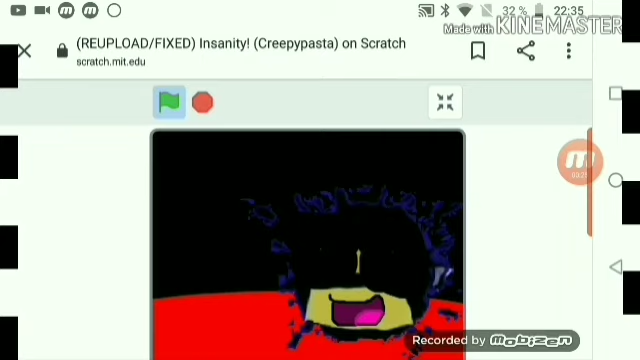 32 % 22:35
Made with KINEMASTER
(REUPLOAD/FIXED) Insanity! (Creepypasta) on Scratch
scratch.mit.edu
Recorded by mobizen